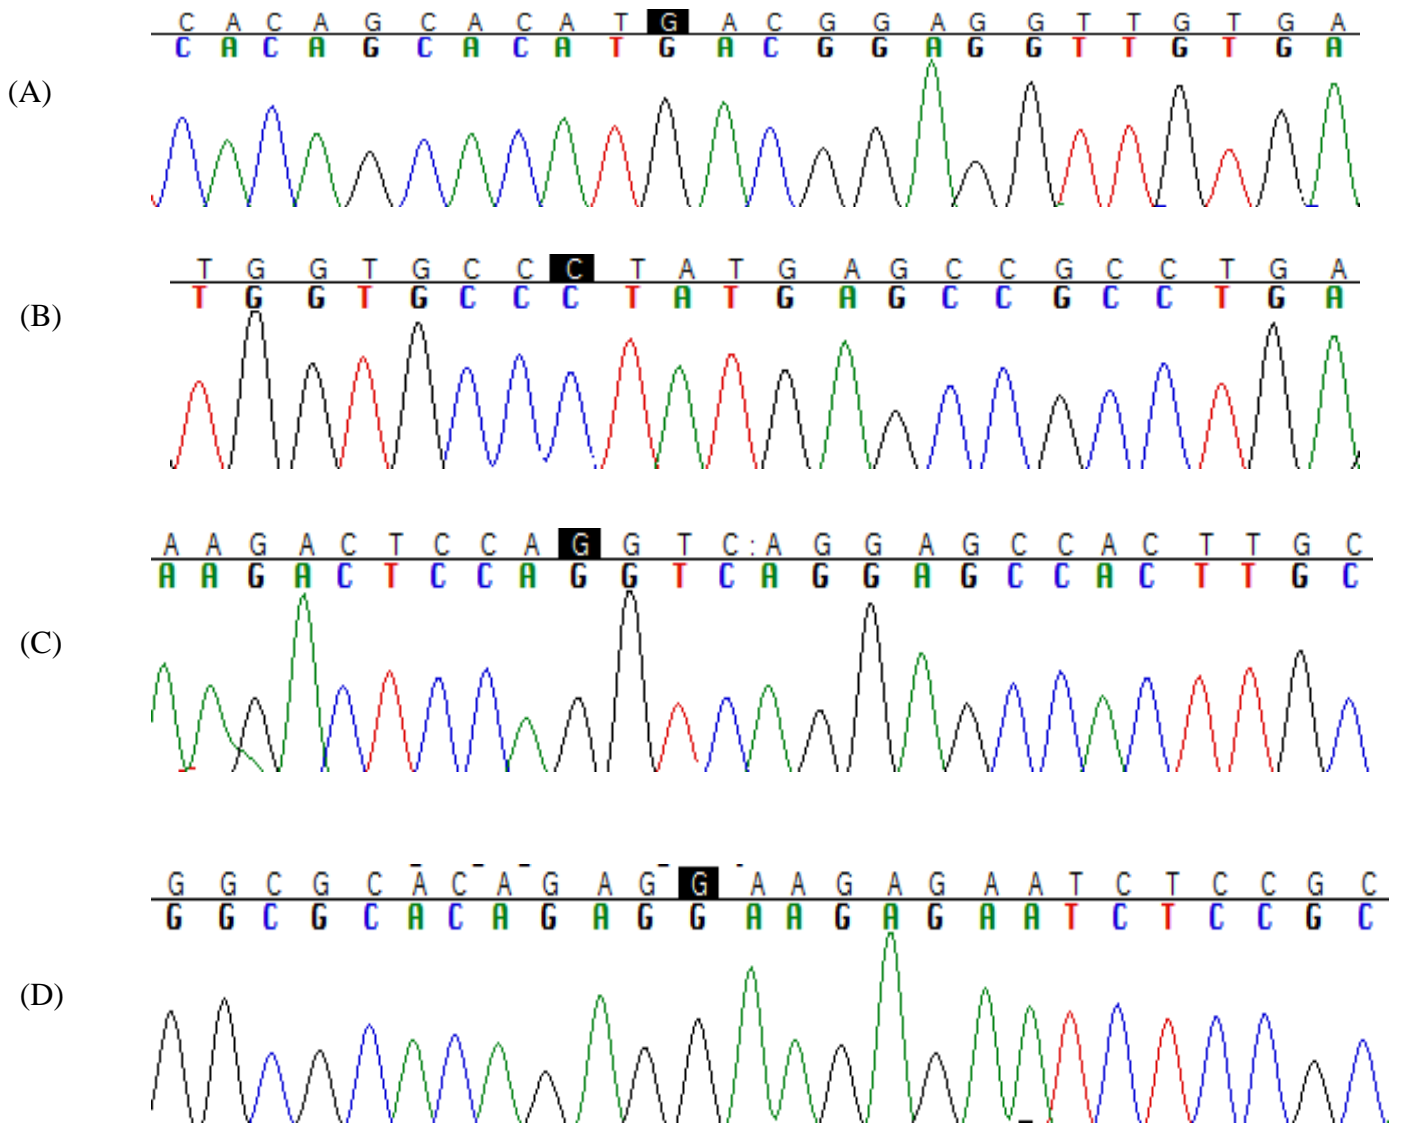 C A C A G C A C A T G A C G G A G G T T G T G A
C A C A G C A C A T G A C G G A G G T T G T G A
(A)
T G G T G C C C T A T G A G C C G C C T G A
T G G T G C C C T A T G A G C C G C C T G A
(B)
A A G A C T C C A G G T C : A G G A G C C A C T T G C
A A G A C T C C A G G T C A G G A G C C A C T T G C
(C)
G G C G C A C A G A G G A A G A G A A T C T C C G C
G G C G C A C A G A G G A A G A G A A T C T C C G C
(D)